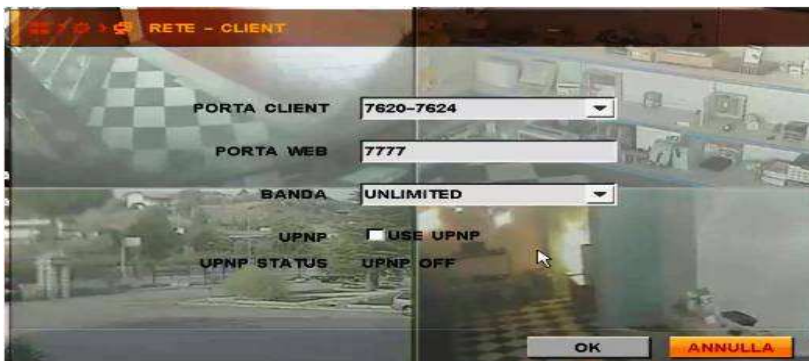 RETE - CLIENT
PORTA CLIENT 7620-7624
PORTA WEB 7777
BANDA UNLIMITED
UPNP USE UPNP
UPNP STATUS UPNP OFF
OK ANNULLA